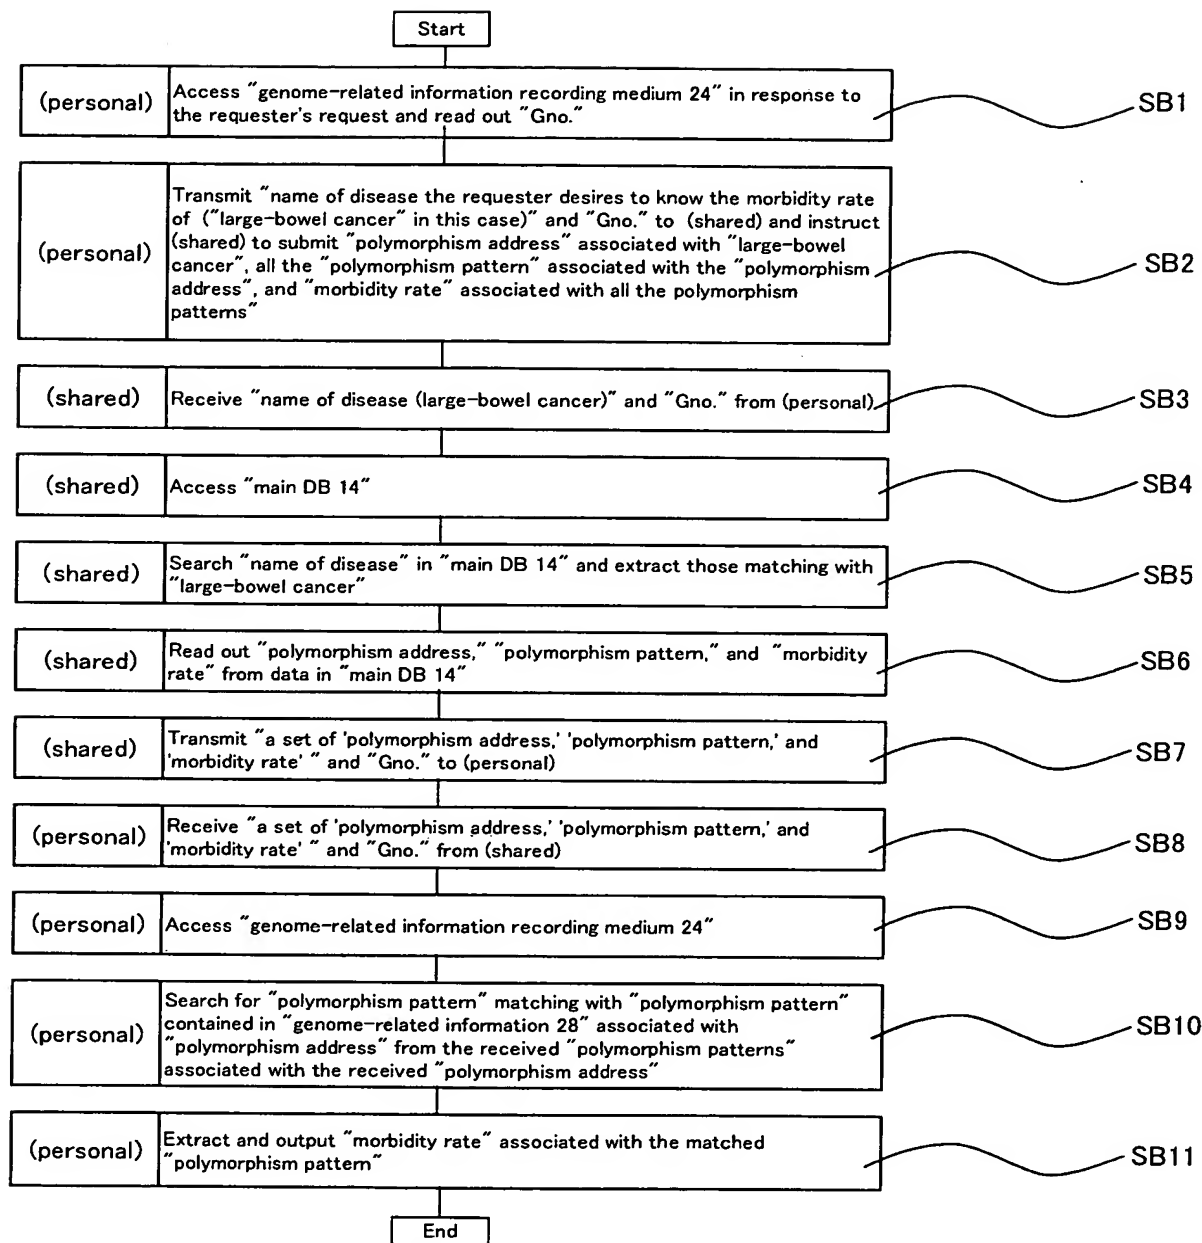 Start
(personal)
Access "genome-related information recording medium 24" in response to
the requester's request and read out "Gno."
SB1
(personal)
Transmit "name of disease the requester desires to know the morbidity rate
of ("large-bowel cancer" in this case)" and "Gno." to (shared) and instruct
(shared) to submit "polymorphism address" associated with "large-bowel
cancer", all the "polymorphism pattern" associated with the "polymorphism
address", and "morbidity rate" associated with all the polymorphism
patterns"
SB2
(shared)
Receive "name of disease (large-bowel cancer)" and "Gno." from (personal)
SB3
(shared)
Access "main DB 14"
SB4
(shared)
Search "name of disease" in "main DB 14" and extract those matching with
"large-bowel cancer"
SB5
(shared)
Read out "polymorphism address," "polymorphism pattern," and "morbidity
rate" from data in "main DB 14"
SB6
(shared)
Transmit "a set of 'polymorphism address,' 'polymorphism pattern,' and
'morbidity rate' " and "Gno." to (personal)
SB7
(personal)
Receive "a set of 'polymorphism address,' 'polymorphism pattern,' and
'morbidity rate' " and "Gno." from (shared)
SB8
(personal)
Access "genome-related information recording medium 24"
SB9
(personal)
Search for "polymorphism pattern" matching with "polymorphism pattern"
contained in "genome-related information 28" associated with
"polymorphism address" from the received "polymorphism patterns"
associated with the received "polymorphism address"
SB10
(personal)
Extract and output "morbidity rate" associated with the matched
"polymorphism pattern"
SB11
End